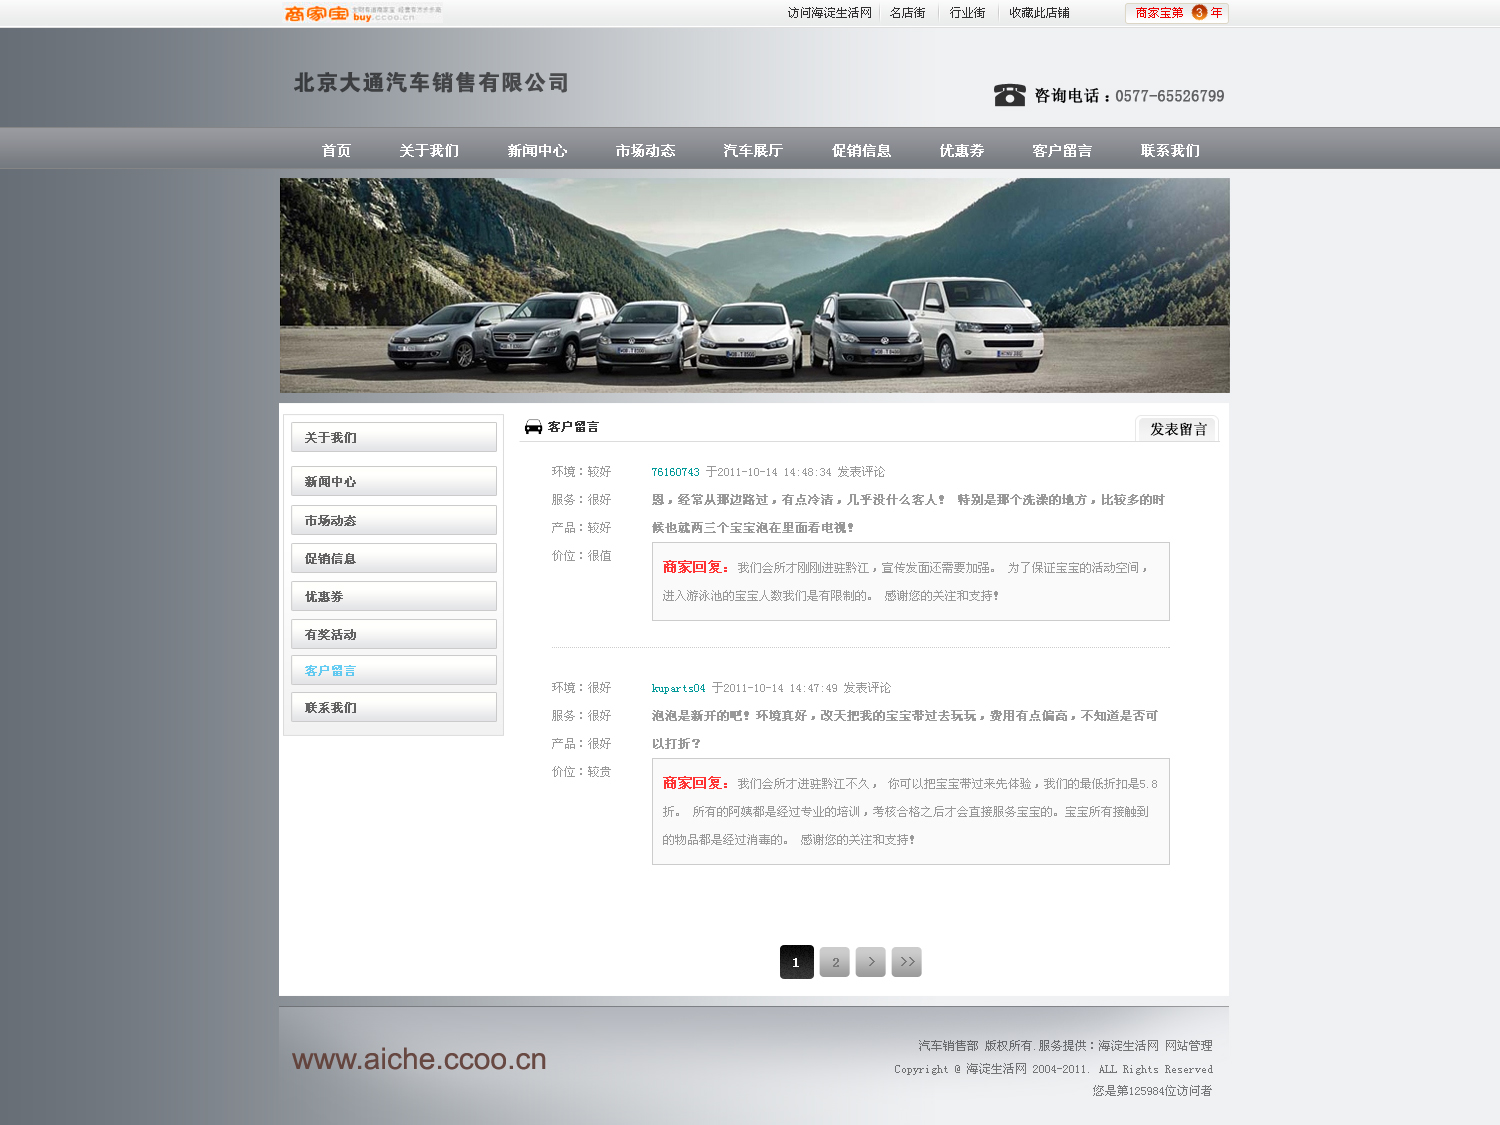 商家宝 buy.ccoo.cn
访问海淀生活网 名店街 行业街 收藏此店铺 商家宝第 3 年
北京大通汽车销售有限公司
咨询电话：0577-65526799
首页 关于我们 新闻中心 市场动态 汽车展厅 促销信息 优惠券 客户留言 联系我们
关于我们
新闻中心
市场动态
促销信息
优惠券
有奖活动
客户留言
联系我们
客户留言
发表留言
环境：较好
服务：很好
产品：较好
价位：很值
76160743 于2011-10-14 14:48:34 发表评论
恩，经常从那边路过，有点冷清，几乎没什么客人！ 特别是那个洗澡的地方，比较多的时
候也就两三个宝宝泡在里面看电视！
商家回复：我们会所才刚刚进驻黔江，宣传发面还需要加强。 为了保证宝宝的活动空间，
进入游泳池的宝宝人数我们是有限制的。 感谢您的关注和支持！
环境：很好
服务：很好
产品：很好
价位：较贵
kuparts04 于2011-10-14 14:47:49 发表评论
泡泡是新开的吧！环境真好，改天把我的宝宝带过去玩玩，费用有点偏高，不知道是否可
以打折？
商家回复：我们会所才进驻黔江不久， 你可以把宝宝带过来先体验，我们的最低折扣是5.8
折。 所有的阿姨都是经过专业的培训，考核合格之后才会直接服务宝宝的。宝宝所有接触到
的物品都是经过消毒的。 感谢您的关注和支持！
1 2 > >>
www.aiche.ccoo.cn
汽车销售部 版权所有.服务提供：海淀生活网 网站管理
Copyright @ 海淀生活网 2004-2011. ALL Rights Reserved
您是第125984位访问者